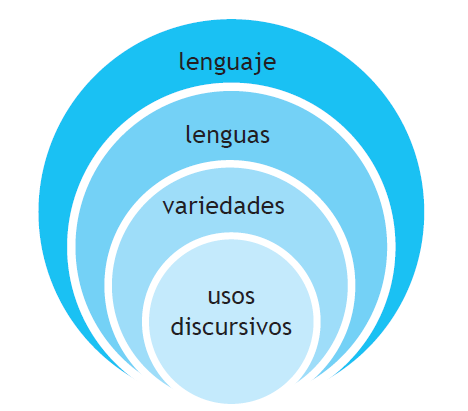 lenguaje
lenguas
variedades
usos
discursivos